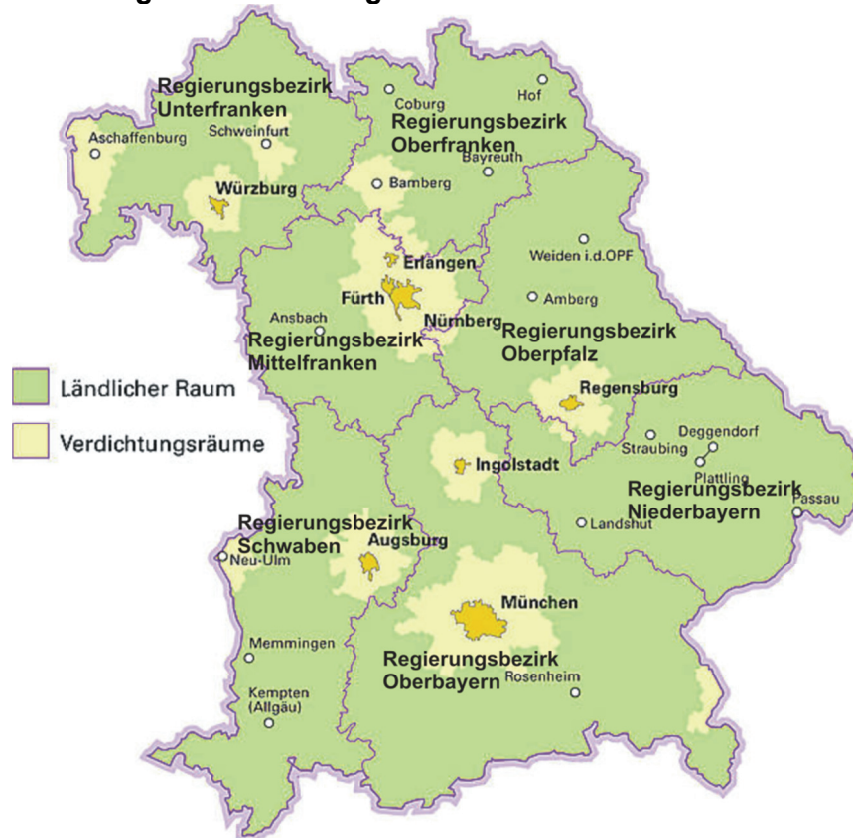 Regierungsbezirk
Unterfranken
Coburg
Hof
Regierungsbezirk
Oberfranken
Aschaffenburg
Schweinfurt
Bayreuth
Würzburg
Bamberg
Erlangen
Weiden i.d.OPF
Fürth
Amberg
Ansbach
Nürnberg
Regierungsbezirk
Mittelfranken
Regierungsbezirk
Oberpfalz
Ländlicher Raum
Verdichtungsräume
Regensburg
Deggendorf
Straubing
Plattling
Ingolstadt
Regierungsbezirk
Niederbayern
Passau
Landshut
Regierungsbezirk
Schwaben
Augsburg
Neu-Ulm
München
Memmingen
Regierungsbezirk
Oberbayern
Rosenheim
Kempten
(Allgäu)